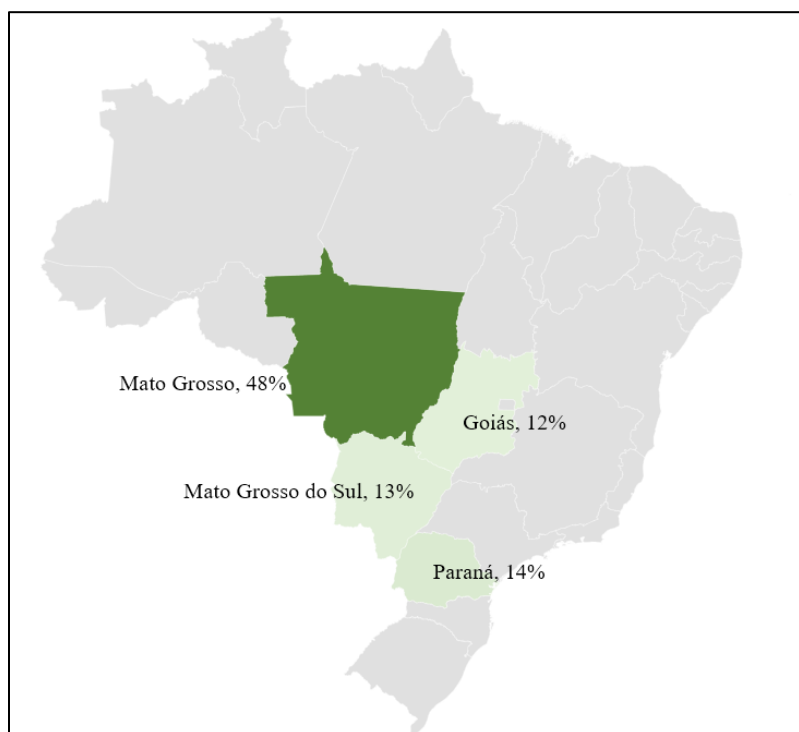 Mato Grosso, 48%
Goiás, 12%
Mato Grosso do Sul, 13%
Paraná, 14%